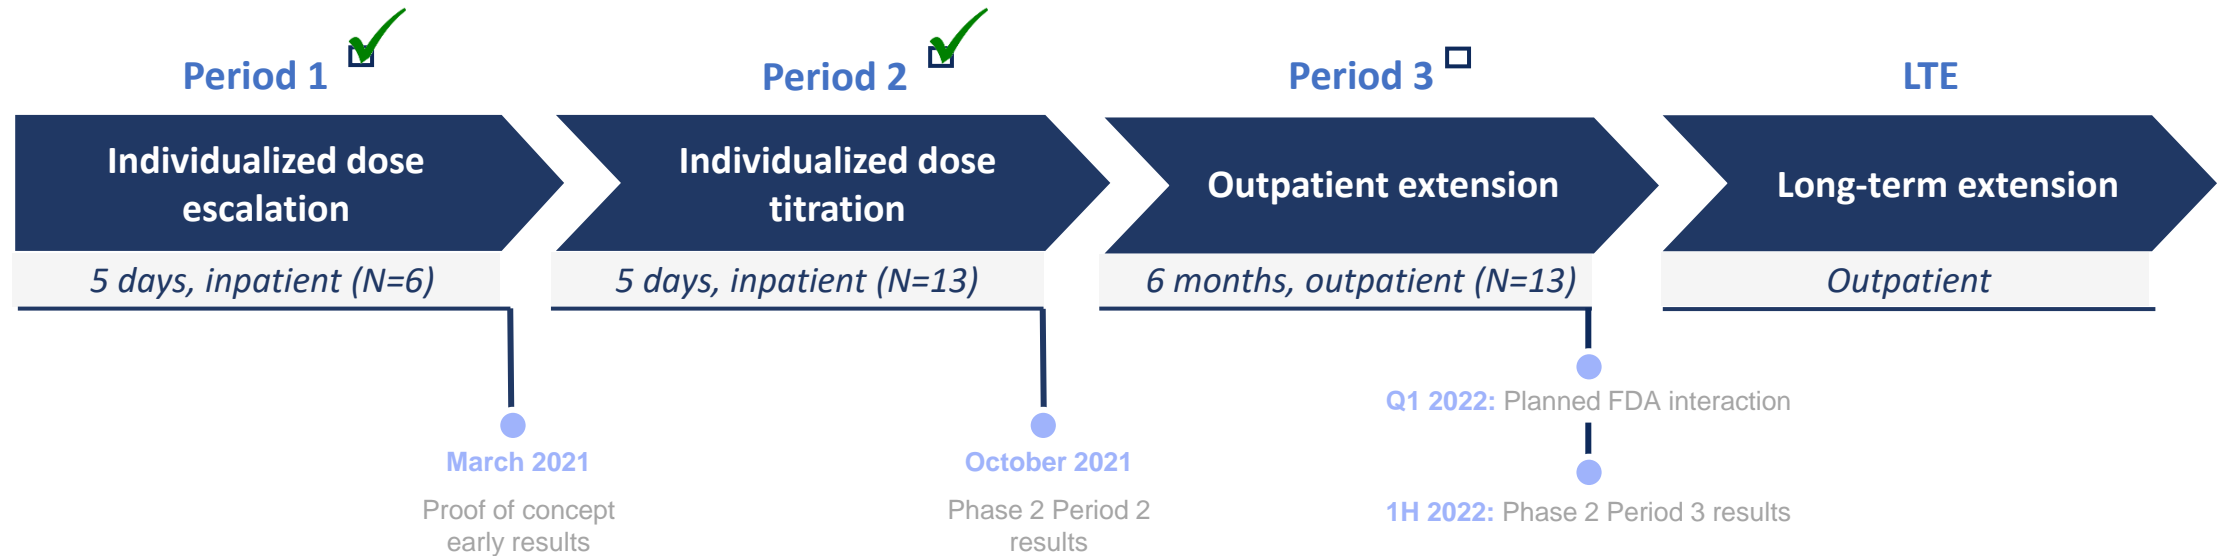 Period 1
Period 2
Period 3
LTE
Individualized dose
escalation
Individualized dose
titration
Outpatient extension
Long-term extension
5 days, inpatient (N=6)
5 days, inpatient (N=13)
6 months, outpatient (N=13)
Outpatient
March 2021
Proof of concept
early results
October 2021
Phase 2 Period 2
results
Q1 2022: Planned FDA interaction
1H 2022: Phase 2 Period 3 results